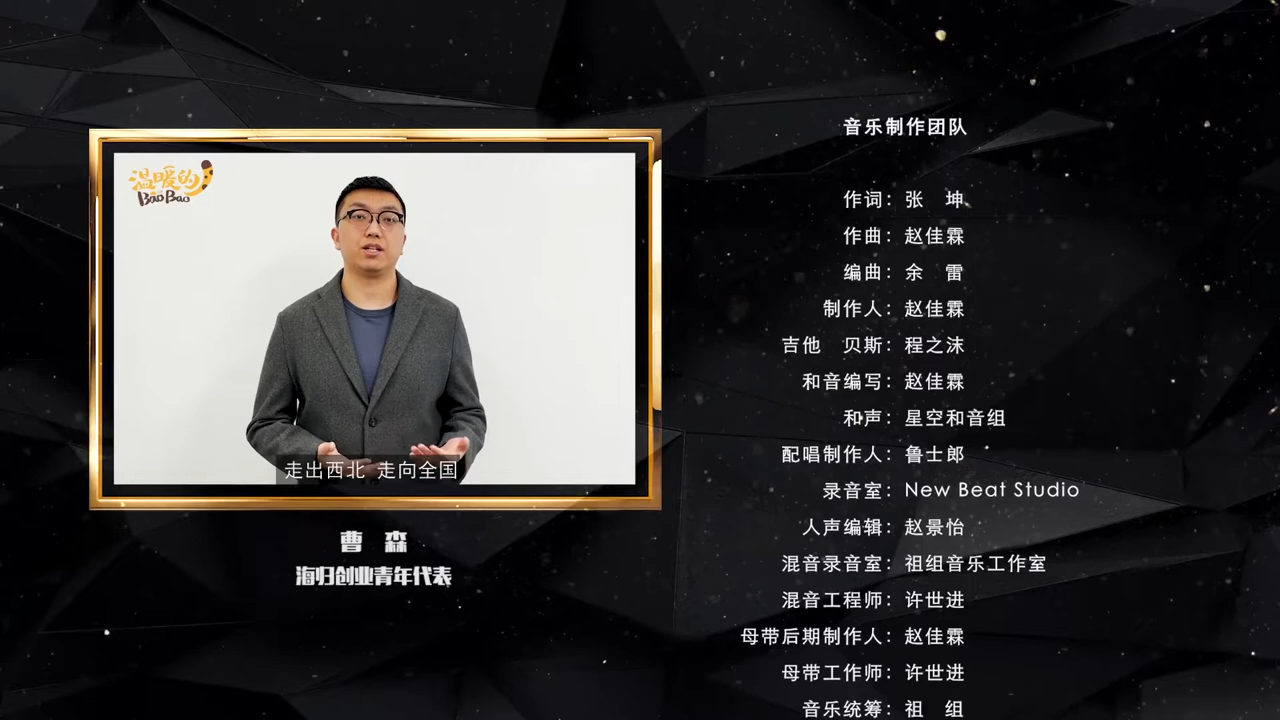 温暖的
BaoBao
走出西北 走向全国
曹 森
海归创业青年代表
音乐制作团队
作词：张 坤
作曲：赵佳霖
编曲：余 雷
制作人：赵佳霖
吉他 贝斯：程之沫
和音编写：赵佳霖
和声：星空和音组
配唱制作人：鲁士郎
录音室：New Beat Studio
人声编辑：赵景怡
混音录音室：祖组音乐工作室
混音工程师：许世进
母带后期制作人：赵佳霖
母带工作师：许世进
音乐统筹：祖 组